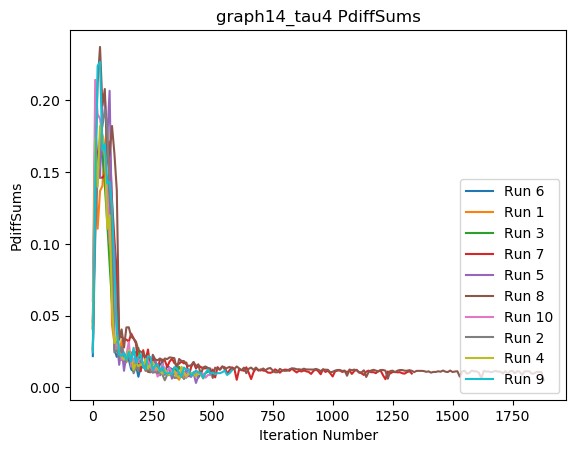 graph14_tau4 PdiffSums
PdiffSums
0.20
0.15
0.10
0.05
0.00
Run 6
Run 1
Run 3
Run 7
Run 5
Run 8
Run 10
Run 2
Run 4
Run 9
0 250 500 750 1000 1250 1500 1750
Iteration Number